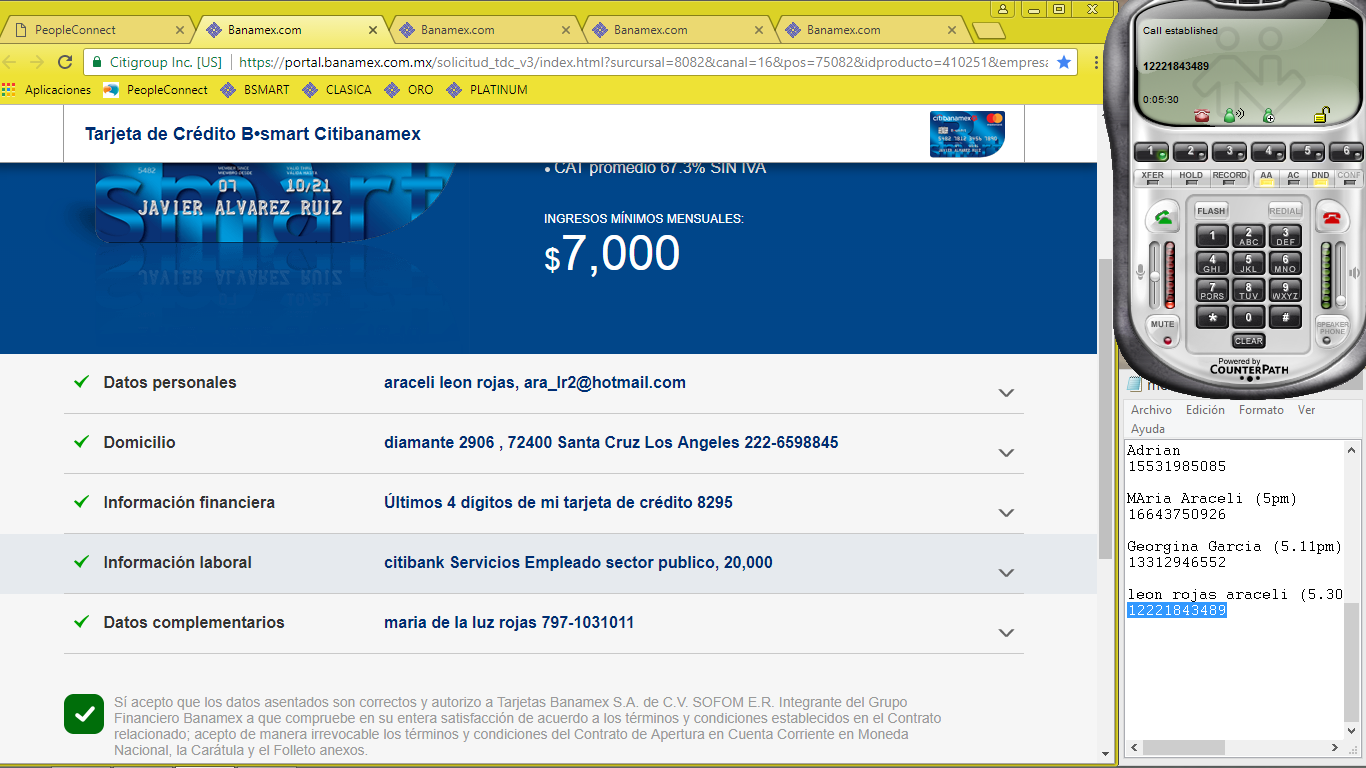 PeopleConnect
Banamex.com
Banamex.com
Banamex.com
Banamex.com
Citigroup Inc. [US]
https://portal.banamex.com.mx/solicitud_tdc_v3/index.html?surcursal=8082&canal=16&pos=75082&idproducto=410251&empresa
Aplicaciones
PeopleConnect
BSMART
CLASICA
ORO
PLATINUM
Tarjeta de Crédito B•smart Citibanamex
citibanamex
5482 7812 3456 7890
JAVIER ALVAREZ RUIZ
smart
5482
07 10/21
JAVIER ALVAREZ RUIZ
• CAT promedio 67.3% SIN IVA
INGRESOS MÍNIMOS MENSUALES:
$7,000
Datos personales araceli leon rojas, ara_lr2@hotmail.com
Domicilio diamante 2906 , 72400 Santa Cruz Los Angeles 222-6598845
Información financiera Últimos 4 dígitos de mi tarjeta de crédito 8295
Información laboral citibank Servicios Empleado sector publico, 20,000
Datos complementarios maria de la luz rojas 797-1031011
Sí acepto que los datos asentados son correctos y autorizo a Tarjetas Banamex S.A. de C.V. SOFOM E.R. Integrante del Grupo
Financiero Banamex a que compruebe en su entera satisfacción de acuerdo a los términos y condiciones establecidos en el Contrato
relacionado; acepto de manera irrevocable los términos y condiciones del Contrato de Apertura en Cuenta Corriente en Moneda
Nacional, la Carátula y el Folleto anexos.
Call established
12221843489
0:05:30
1 2 3 4 5 6
XFER HOLD RECORD AA AC DND CONF
FLASH REDIAL
1 2 ABC 3 DEF
4 GHI 5 JKL 6 MNO
7 PQRS 8 TUV 9 WXYZ
* 0 #
MUTE
SPEAKER PHONE
CLEAR
Powered by
COUNTERPATH
Archivo Edición Formato Ver
Ayuda
Adrian
15531985085
MAria Araceli (5pm)
16643750926
Georgina Garcia (5.11pm)
13312946552
leon rojas araceli (5.30
12221843489